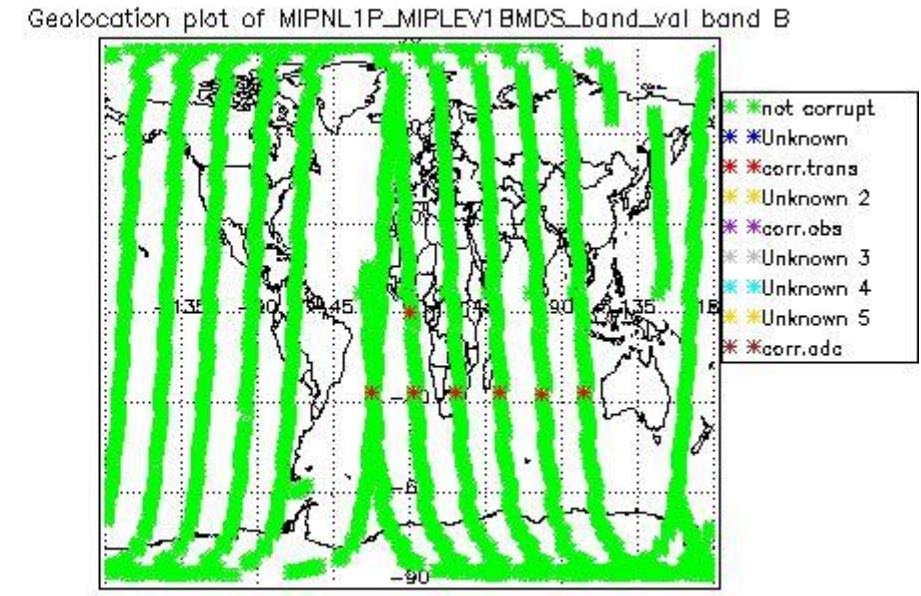 Geolocation plot of MIPNL1P_MIPLEV1BMDS_band_val band B
not corrupt
Unknown
corr.trans
Unknown 2
corr.obs
Unknown 3
Unknown 4
Unknown 5
corr.adc
-135 -90 -45 45 90 135
-90